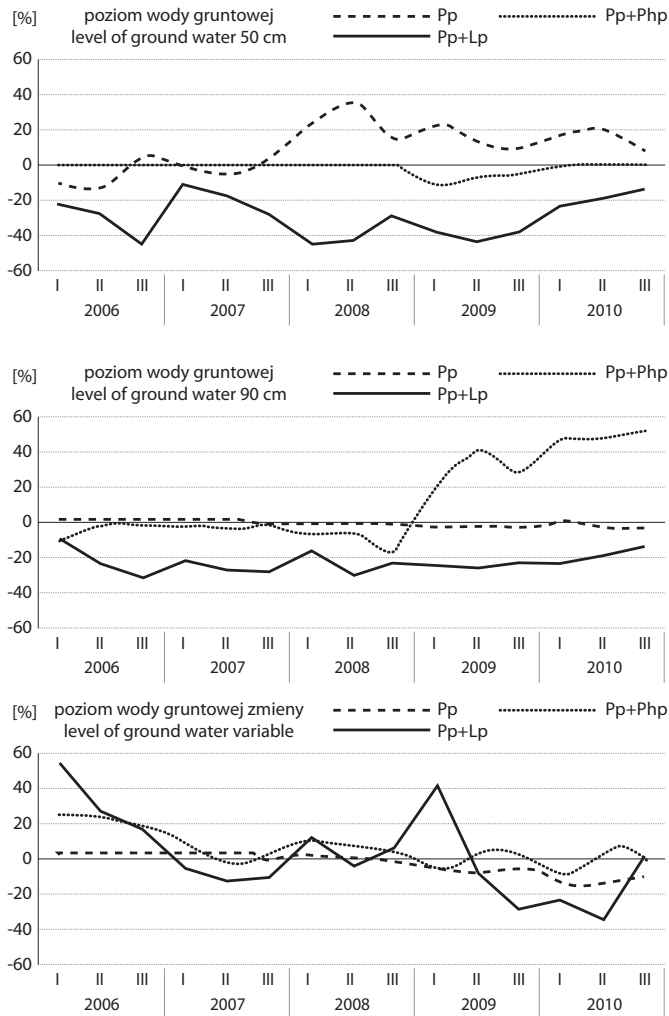 [%] poziom wody gruntowej Pp Pp+Php
level of ground water 50 cm Pp+Lp
60
40
20
0
-20
-40
-60
I II III I II III I II III I II III I II III
2006 2007 2008 2009 2010
[%] poziom wody gruntowej Pp Pp+Php
level of ground water 90 cm Pp+Lp
60
40
20
0
-20
-40
-60
I II III I II III I II III I II III I II III
2006 2007 2008 2009 2010
[%] poziom wody gruntowej zmieny Pp Pp+Php
level of ground water variable Pp+Lp
60
40
20
0
-20
-40
-60
I II III I II III I II III I II III I II III
2006 2007 2008 2009 2010